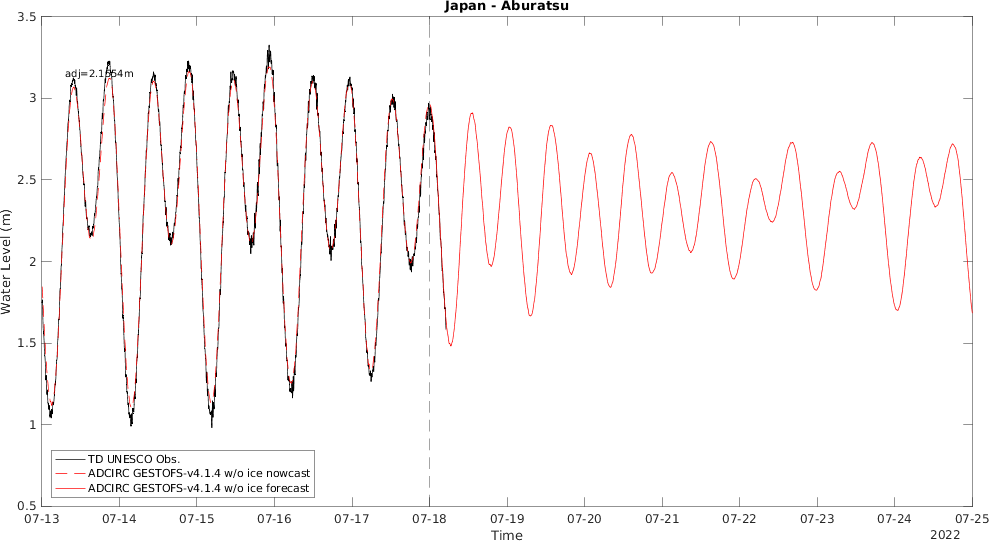 Japan - Aburatsu
3.5
adj=2.1654m
3
2.5
2
1.5
1
0.5
Water Level (m)
TD UNESCO Obs.
ADCIRC GESTOFS-v4.1.4 w/o ice nowcast
ADCIRC GESTOFS-v4.1.4 w/o ice forecast
07-13 07-14 07-15 07-16 07-17 07-18 07-19 07-20 07-21 07-22 07-23 07-24 07-25
Time
2022